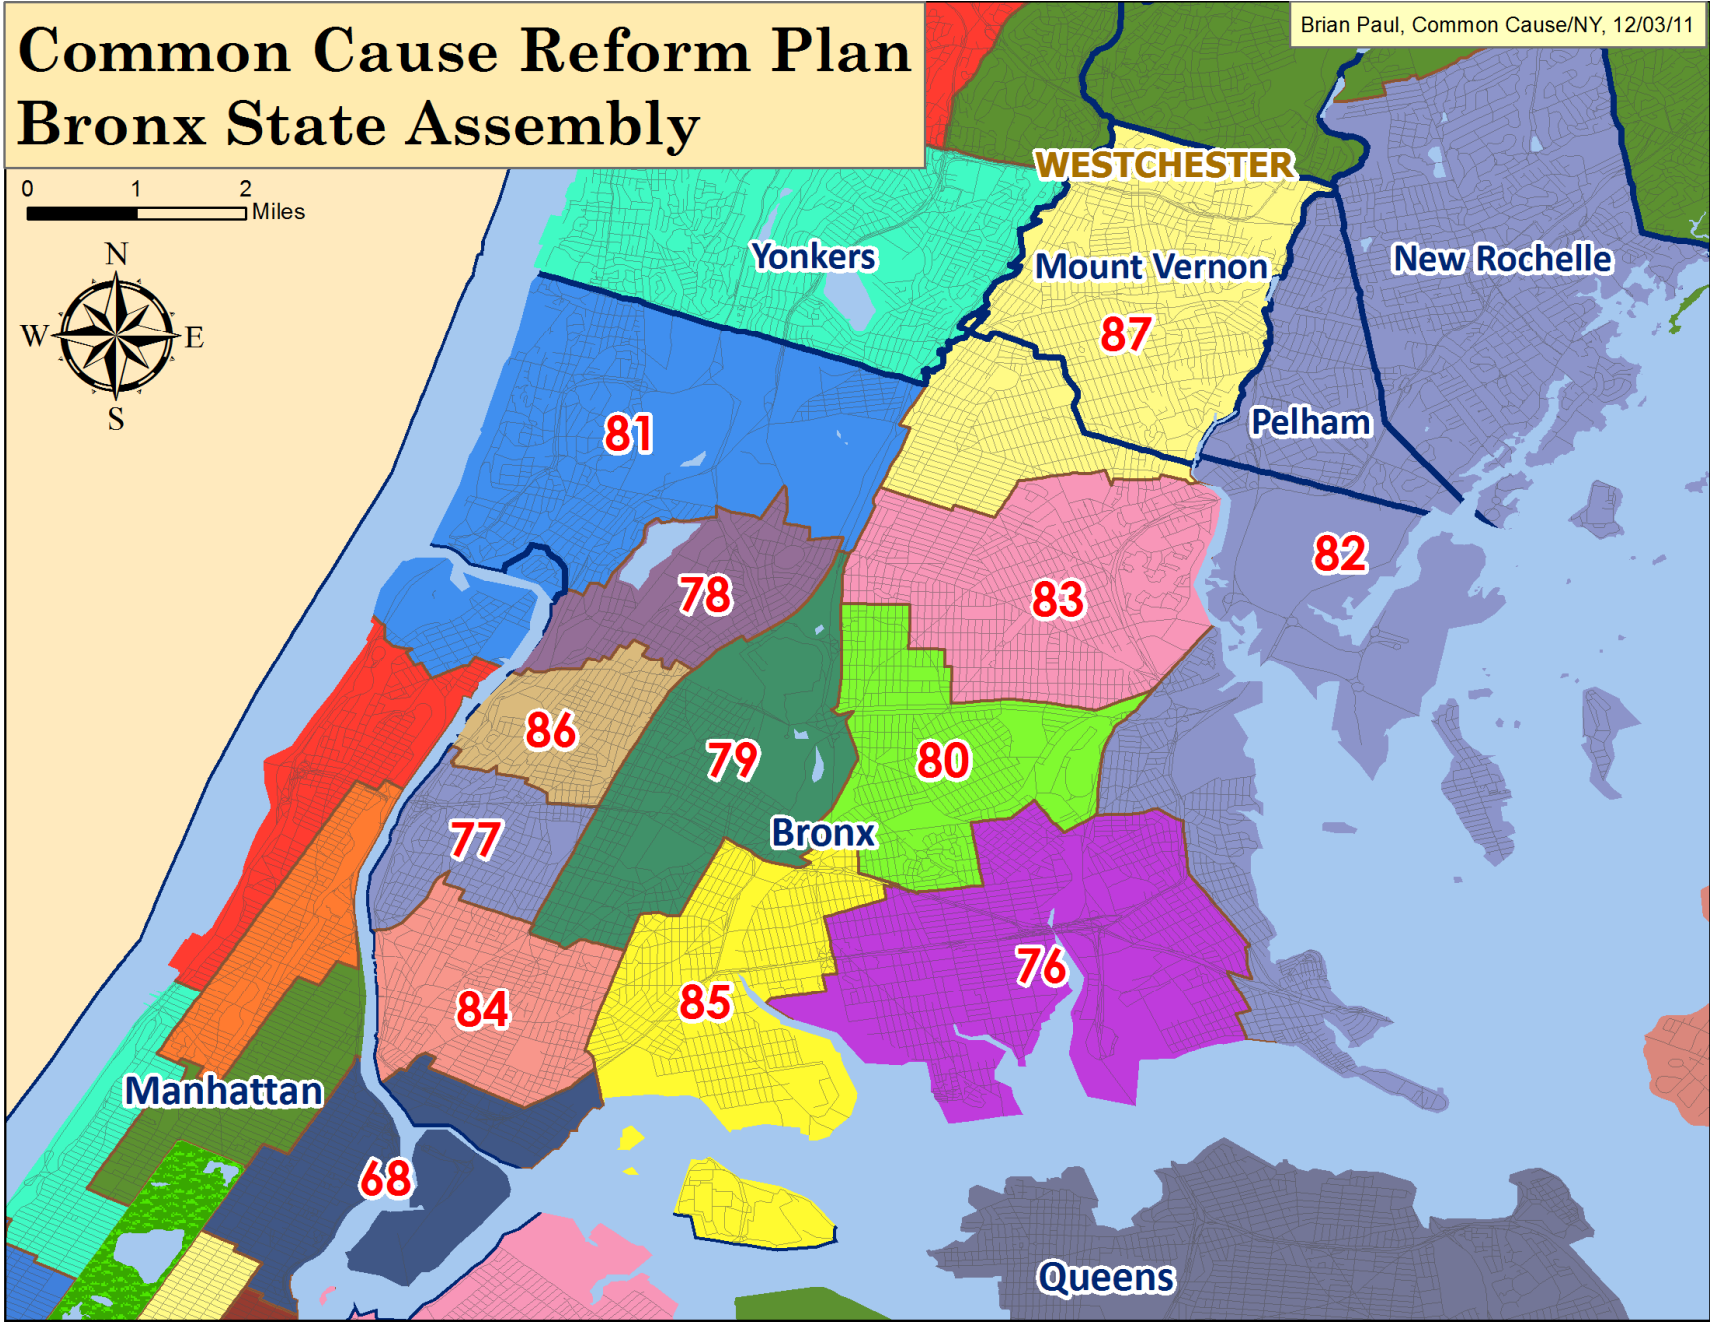 Common Cause Reform Plan
Bronx State Assembly
Brian Paul, Common Cause/NY, 12/03/11
0 1 2
Miles
N
W E
S
WESTCHESTER
Yonkers
Mount Vernon
New Rochelle
87
Pelham
81
82
78
83
86
79
80
77
Bronx
76
84
85
Manhattan
68
Queens